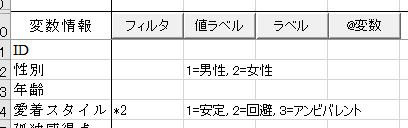 0 変数情報 フィルタ 値ラベル ラベル @変数
1 ID
2 性別 1=男性, 2=女性
3 年齢
4 愛着スタイル *2 1=安定, 2=回避, 3=アンビバレント